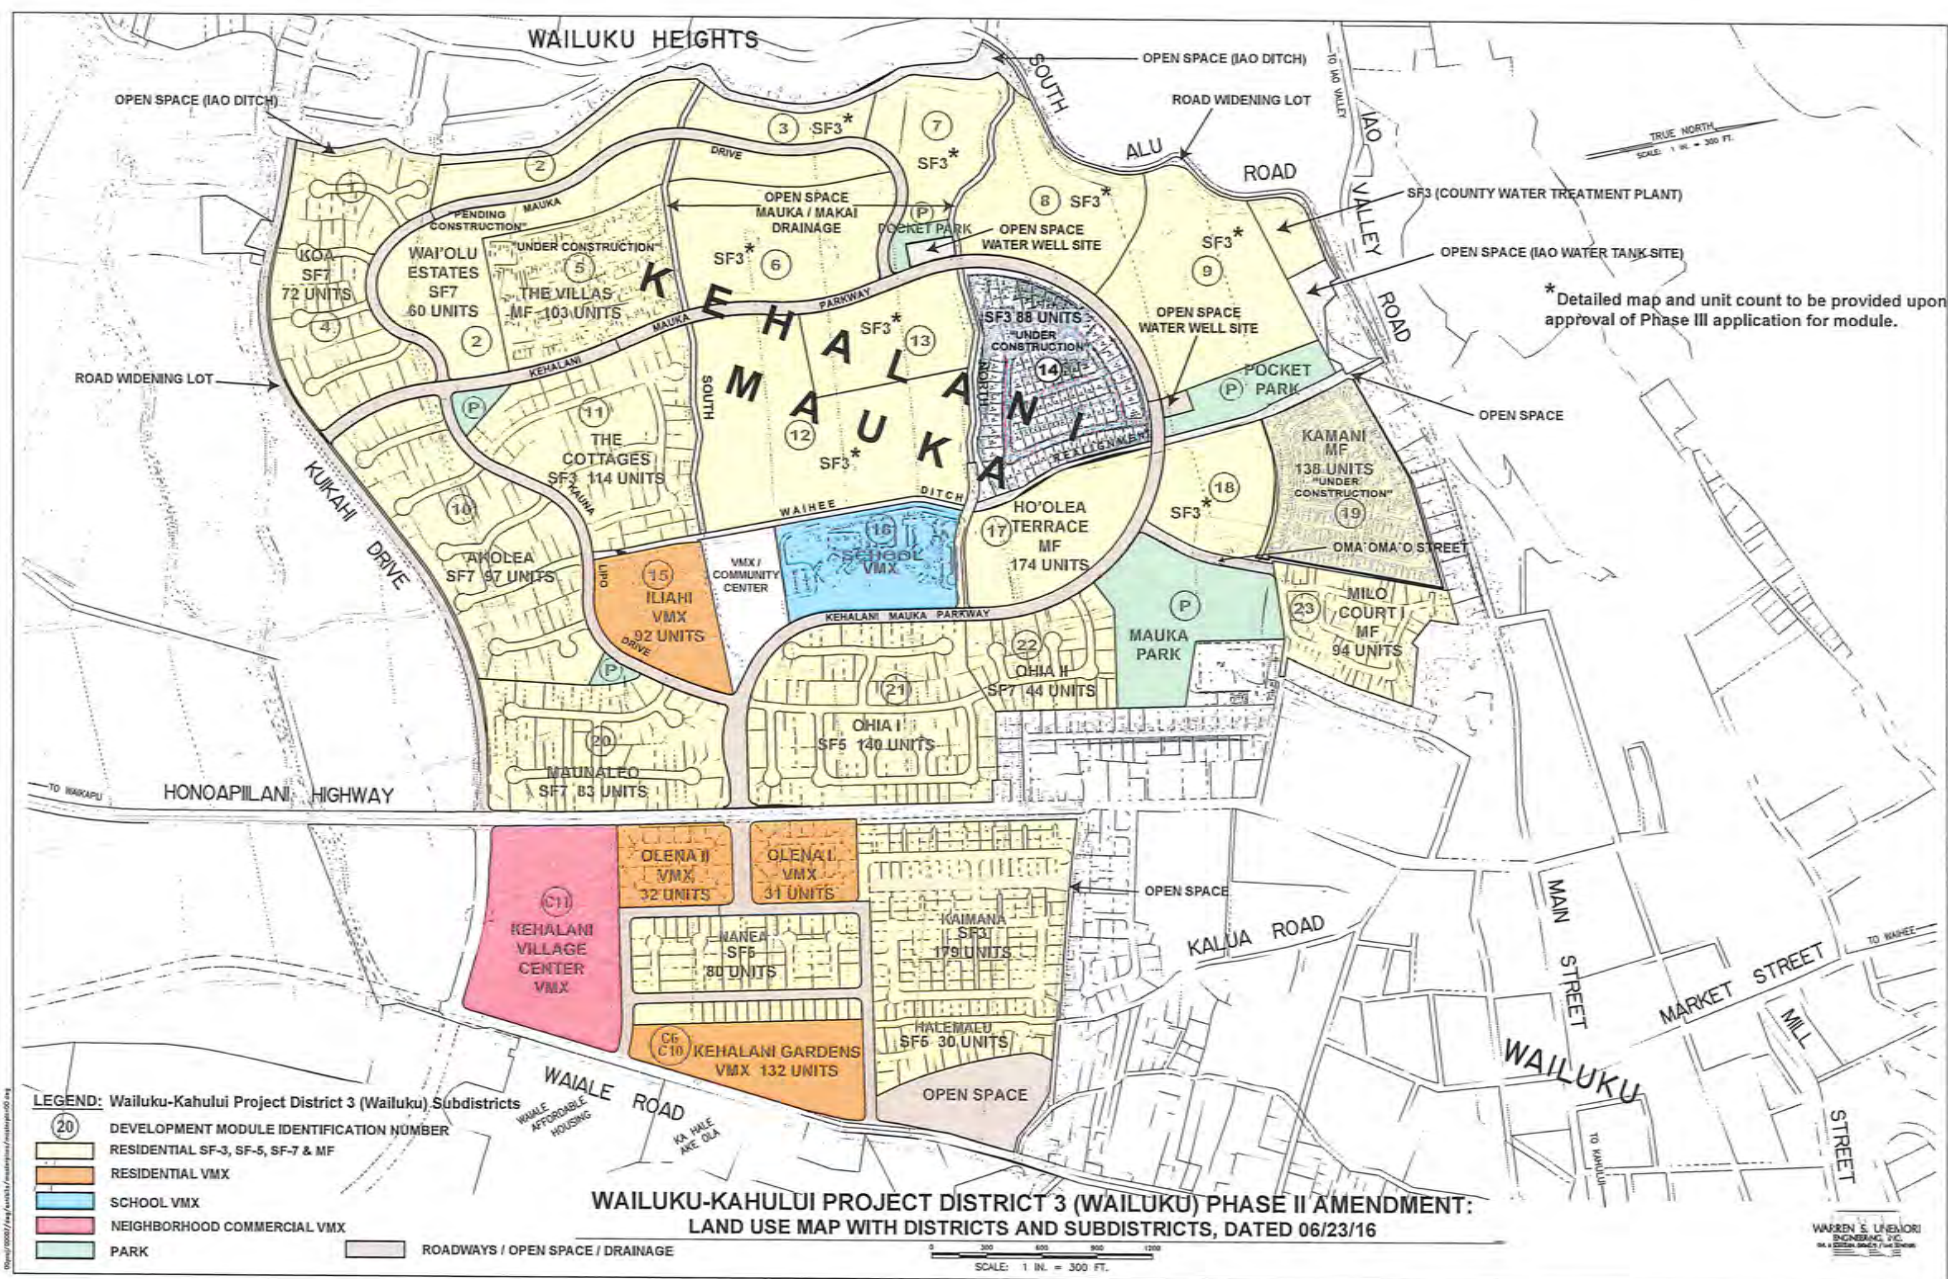 WAILUKU HEIGHTS
OPEN SPACE (IAO DITCH)
SOUTH
ALU
ROAD
ROAD WIDENING LOT
TO IAO VALLEY
IAO
VALLEY
ROAD
TRUE NORTH
SCALE: 1 IN. = 300 FT.
OPEN SPACE (IAO DITCH)
SF3 (COUNTY WATER TREATMENT PLANT)
OPEN SPACE (IAO WATER TANK SITE)
*Detailed map and unit count to be provided upon
approval of Phase III application for module.
3 SF3*
7
SF3*
DRIVE
1
2
MAUKA
"PENDING
CONSTRUCTION"
OPEN SPACE
MAUKA / MAKAI
DRAINAGE
P
POCKET PARK
OPEN SPACE
WATER WELL SITE
8 SF3*
SF3*
9
KOA
SF7
72 UNITS
4
WAI'OLU
ESTATES
SF7
60 UNITS
2
"UNDER CONSTRUCTION"
5
THE VILLAS
MF 103 UNITS
SF3* 6
KEHALANI
MAUKA
PARKWAY
KEHALANI
MAUKA
SF3*
13
SF3 88 UNITS
"UNDER
CONSTRUCTION"
14
NORTH
REALIGNMENT
OPEN SPACE
WATER WELL SITE
POCKET
P PARK
OPEN SPACE
ROAD WIDENING LOT
P
11
THE
COTTAGES
SF3 114 UNITS
SOUTH
12
SF3*
KAUNA
KUIKAHI
DRIVE
10
AKOLEA
SF7 97 UNITS
WAIHEE
DITCH
LIPO
DRIVE
15
ILIAHI
VMX
92 UNITS
VMX /
COMMUNITY
CENTER
16
SCHOOL
VMX
17
HO'OLEA
TERRACE
MF
174 UNITS
18
SF3*
KAMANI
MF
138 UNITS
"UNDER
CONSTRUCTION"
19
OMA'OMA'O STREET
KEHALANI MAUKA PARKWAY
P
MAUKA
PARK
23
MILO
COURT I
MF
94 UNITS
P
22
OHIA II
SF7 44 UNITS
21
OHIA I
SF5 140 UNITS
20
MAUNALEO
SF7 83 UNITS
TO WAIKAPU
HONOAPIILANI HIGHWAY
OLENA II
VMX
32 UNITS
OLENA I
VMX
31 UNITS
C11
KEHALANI
VILLAGE
CENTER
VMX
NANEA
SF5
80 UNITS
KAIMANA
SF3
179 UNITS
OPEN SPACE
KALUA ROAD
MAIN
STREET
MARKET STREET
TO WAIHEE
MILL
STREET
WAILUKU
TO KAHULUI
C6
C10
KEHALANI GARDENS
VMX 132 UNITS
HALEMALU
SF5 30 UNITS
OPEN SPACE
WAIALE ROAD
WAIALE
AFFORDABLE
HOUSING
KA HALE
AKE OLA
LEGEND: Wailuku-Kahului Project District 3 (Wailuku) Subdistricts
20 DEVELOPMENT MODULE IDENTIFICATION NUMBER
RESIDENTIAL SF-3, SF-5, SF-7 & MF
RESIDENTIAL VMX
SCHOOL VMX
NEIGHBORHOOD COMMERCIAL VMX
PARK
ROADWAYS / OPEN SPACE / DRAINAGE
WAILUKU-KAHULUI PROJECT DISTRICT 3 (WAILUKU) PHASE II AMENDMENT:
LAND USE MAP WITH DISTRICTS AND SUBDISTRICTS, DATED 06/23/16
0 300 600 900 1200
SCALE: 1 IN. = 300 FT.
WARREN S. UNEMORI
ENGINEERING, INC.